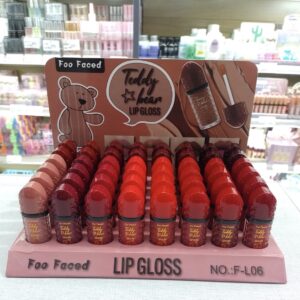 Foo Faced
Teddy
bear
LIP GLOSS
Foo Faced
LIP GLOSS
NO.:F-L06